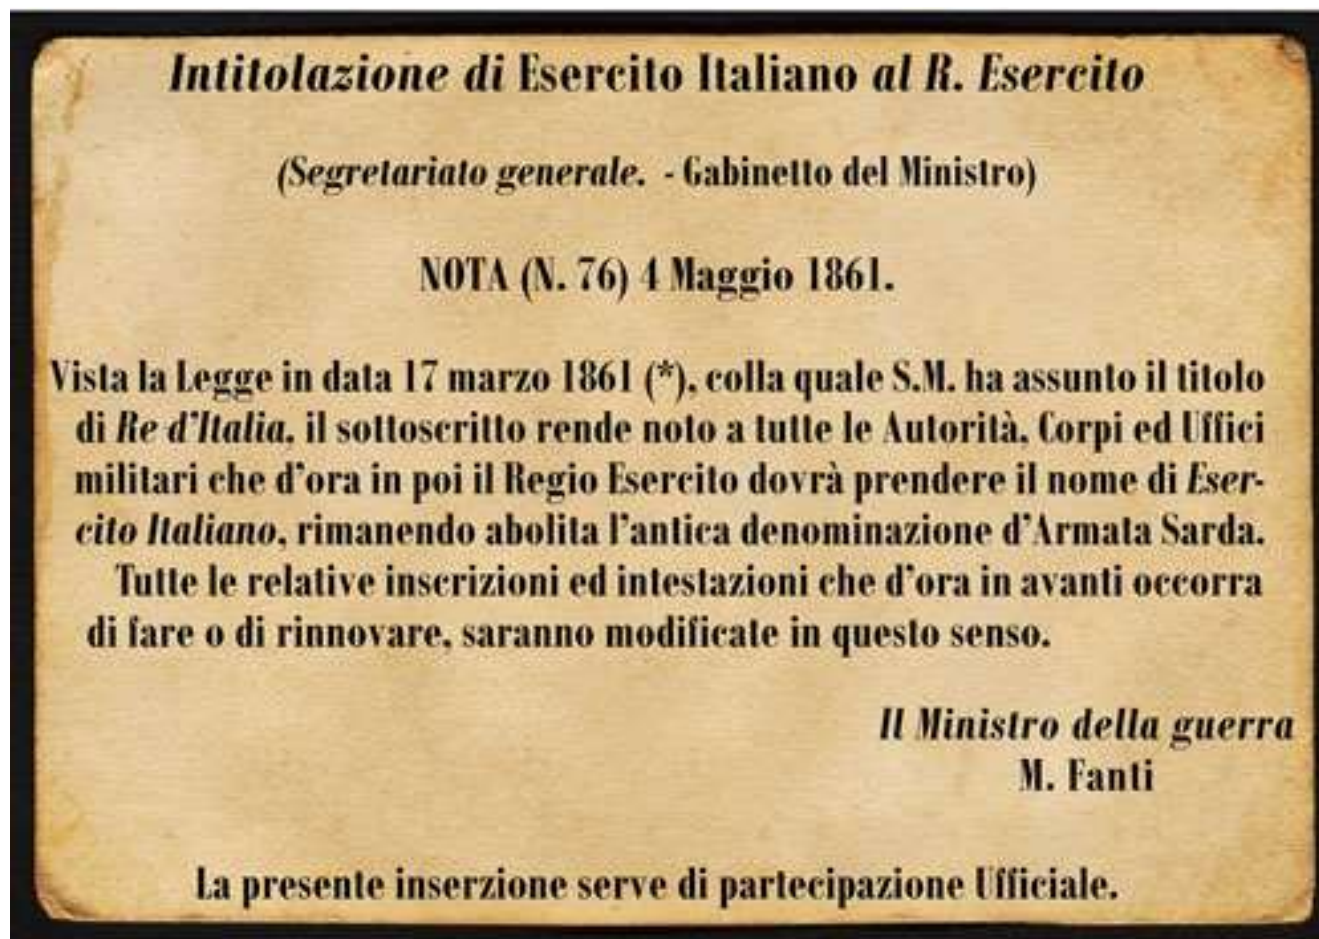 Intitolazione di Esercito Italiano al R. Esercito
(Segretariato generale. - Gabinetto del Ministro)
NOTA (N. 76) 4 Maggio 1861.
Vista la Legge in data 17 marzo 1861 (*), colla quale S.M. ha assunto il titolo
di Re d'Italia, il sottoscritto rende noto a tutte le Autorità, Corpi ed Uffici
militari che d'ora in poi il Regio Esercito dovrà prendere il nome di Eser-
cito Italiano, rimanendo abolita l'antica denominazione d'Armata Sarda.
Tutte le relative inscrizioni ed intestazioni che d'ora in avanti occorra
di fare o di rinnovare, saranno modificate in questo senso.
Il Ministro della guerra
M. Fanti
La presente inserzione serve di partecipazione Ufficiale.